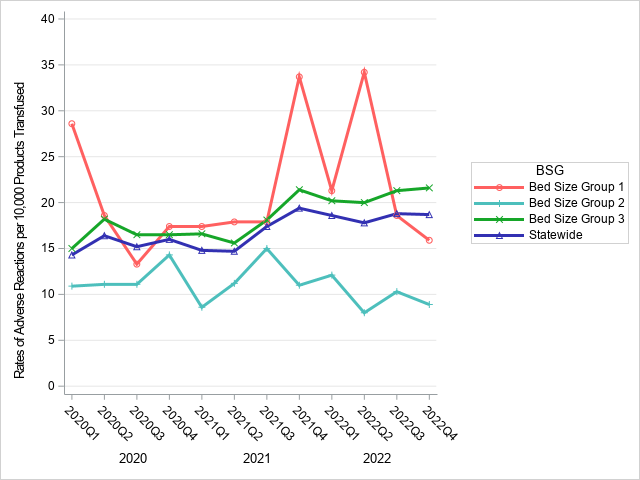 40
35
30
25
20
15
10
5
0
Rates of Adverse Reactions per 10,000 Products Transfused
2020Q1
2020Q2
2020Q3
2020Q4
2021Q1
2021Q2
2021Q3
2021Q4
2022Q1
2022Q2
2022Q3
2022Q4
2020
2021
2022
BSG
Bed Size Group 1
Bed Size Group 2
Bed Size Group 3
Statewide